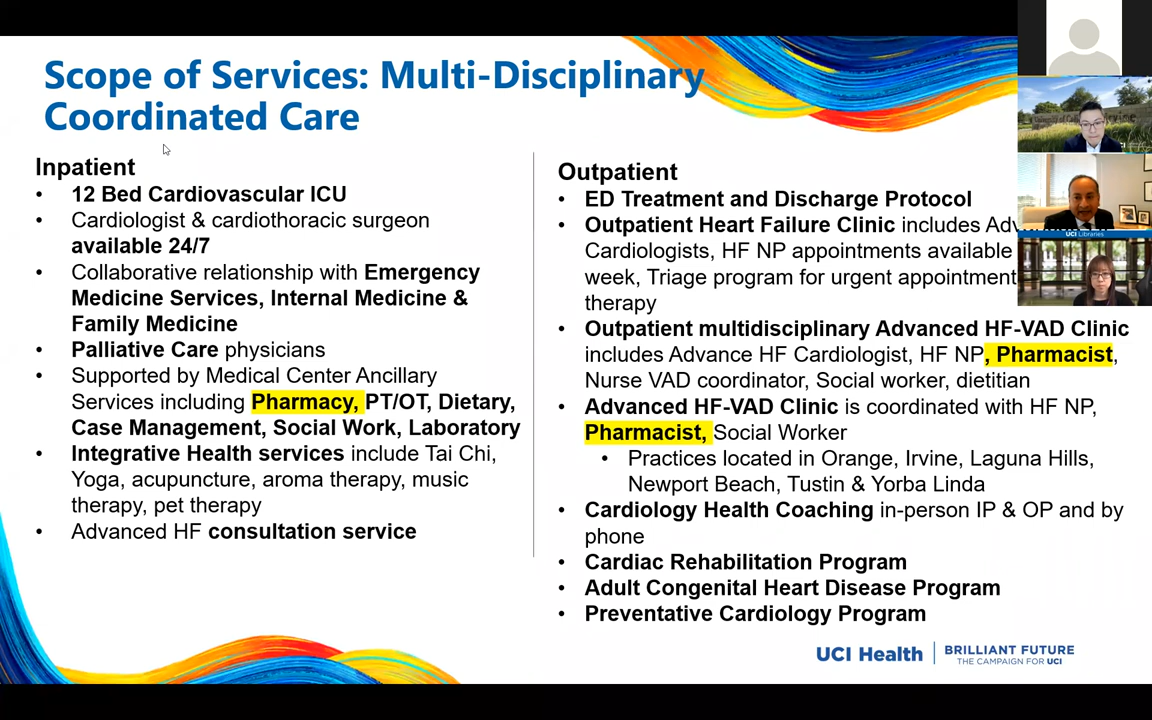 Scope of Services: Multi-Disciplinary
Coordinated Care
Inpatient
• 12 Bed Cardiovascular ICU
• Cardiologist & cardiothoracic surgeon
available 24/7
• Collaborative relationship with Emergency
Medicine Services, Internal Medicine &
Family Medicine
• Palliative Care physicians
• Supported by Medical Center Ancillary
Services including Pharmacy, PT/OT, Dietary,
Case Management, Social Work, Laboratory
• Integrative Health services include Tai Chi,
Yoga, acupuncture, aroma therapy, music
therapy, pet therapy
• Advanced HF consultation service
Outpatient
• ED Treatment and Discharge Protocol
• Outpatient Heart Failure Clinic includes
Cardiologists, HF NP appointments available
week, Triage program for urgent appointment
therapy
• Outpatient multidisciplinary Advanced HF-VAD Clinic
includes Advance HF Cardiologist, HF NP, Pharmacist,
Nurse VAD coordinator, Social worker, dietitian
• Advanced HF-VAD Clinic is coordinated with HF NP,
Pharmacist, Social Worker
• Practices located in Orange, Irvine, Laguna Hills,
Newport Beach, Tustin & Yorba Linda
• Cardiology Health Coaching in-person IP & OP and by
phone
• Cardiac Rehabilitation Program
• Adult Congenital Heart Disease Program
• Preventative Cardiology Program
UCI Health
BRILLIANT FUTURE
THE CAMPAIGN FOR UCI
UCI Libraries